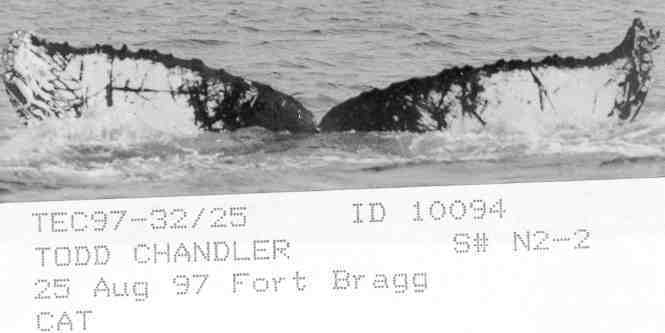 TEC97-32/25 ID 10094
TODD CHANDLER S# N2-2
25 Aug 97 Fort Bragg
CAT